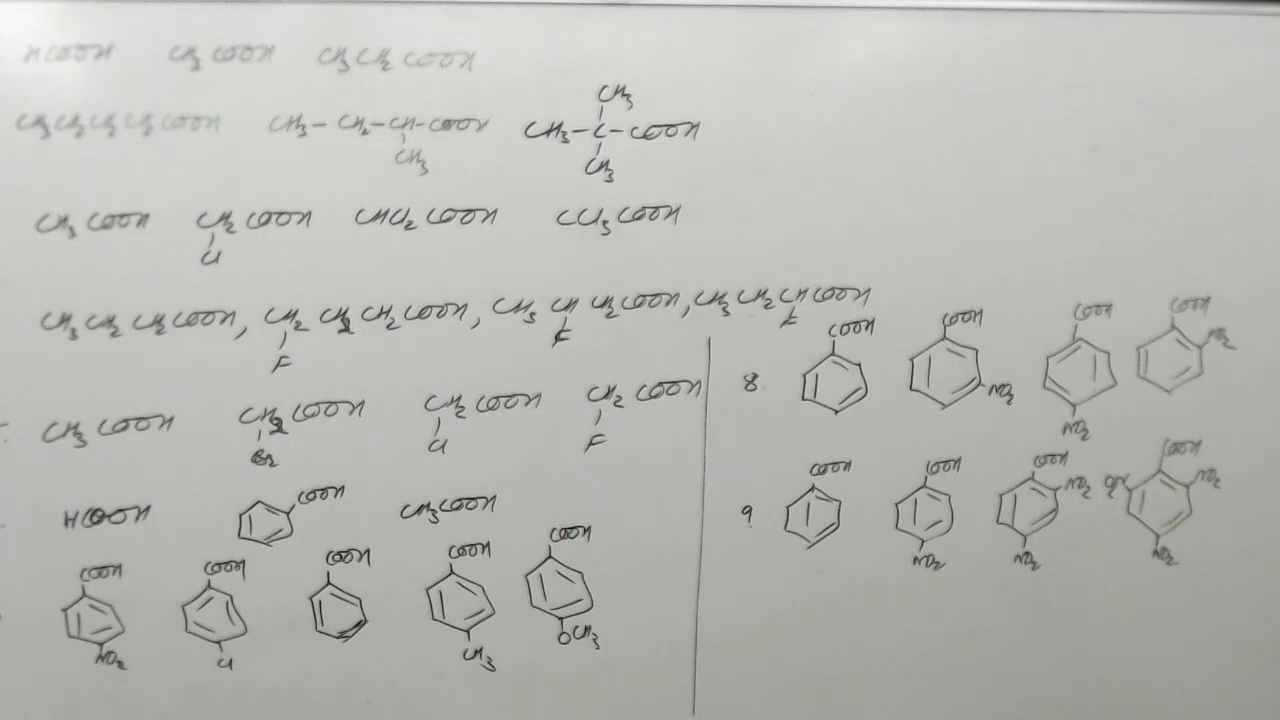 HCOOH CH3COOH CH3CH2COOH
CH3CH2CH2CH2COOH CH3-CH2-CH-COOH CH3-C-COOH
CH3 CH3 CH3
CH3COOH CH2COOH CHCl2COOH CCl3COOH
Cl
CH3CH2CH2COOH, CH2CH2CH2COOH, CH3CHCH2COOH, CH3CH2CHCOOH
F F F
CH3COOH CH2COOH CH2COOH CH2COOH
Br Cl F
HCOOH COOH CH3COOH
COOH COOH COOH COOH COOH
NO2 Cl CH3 OCH3
8. COOH COOH COOH COOH
NO2 NO2 NO2
9 COOH COOH COOH COOH
NO2 NO2 NO2 NO2 NO2 NO2